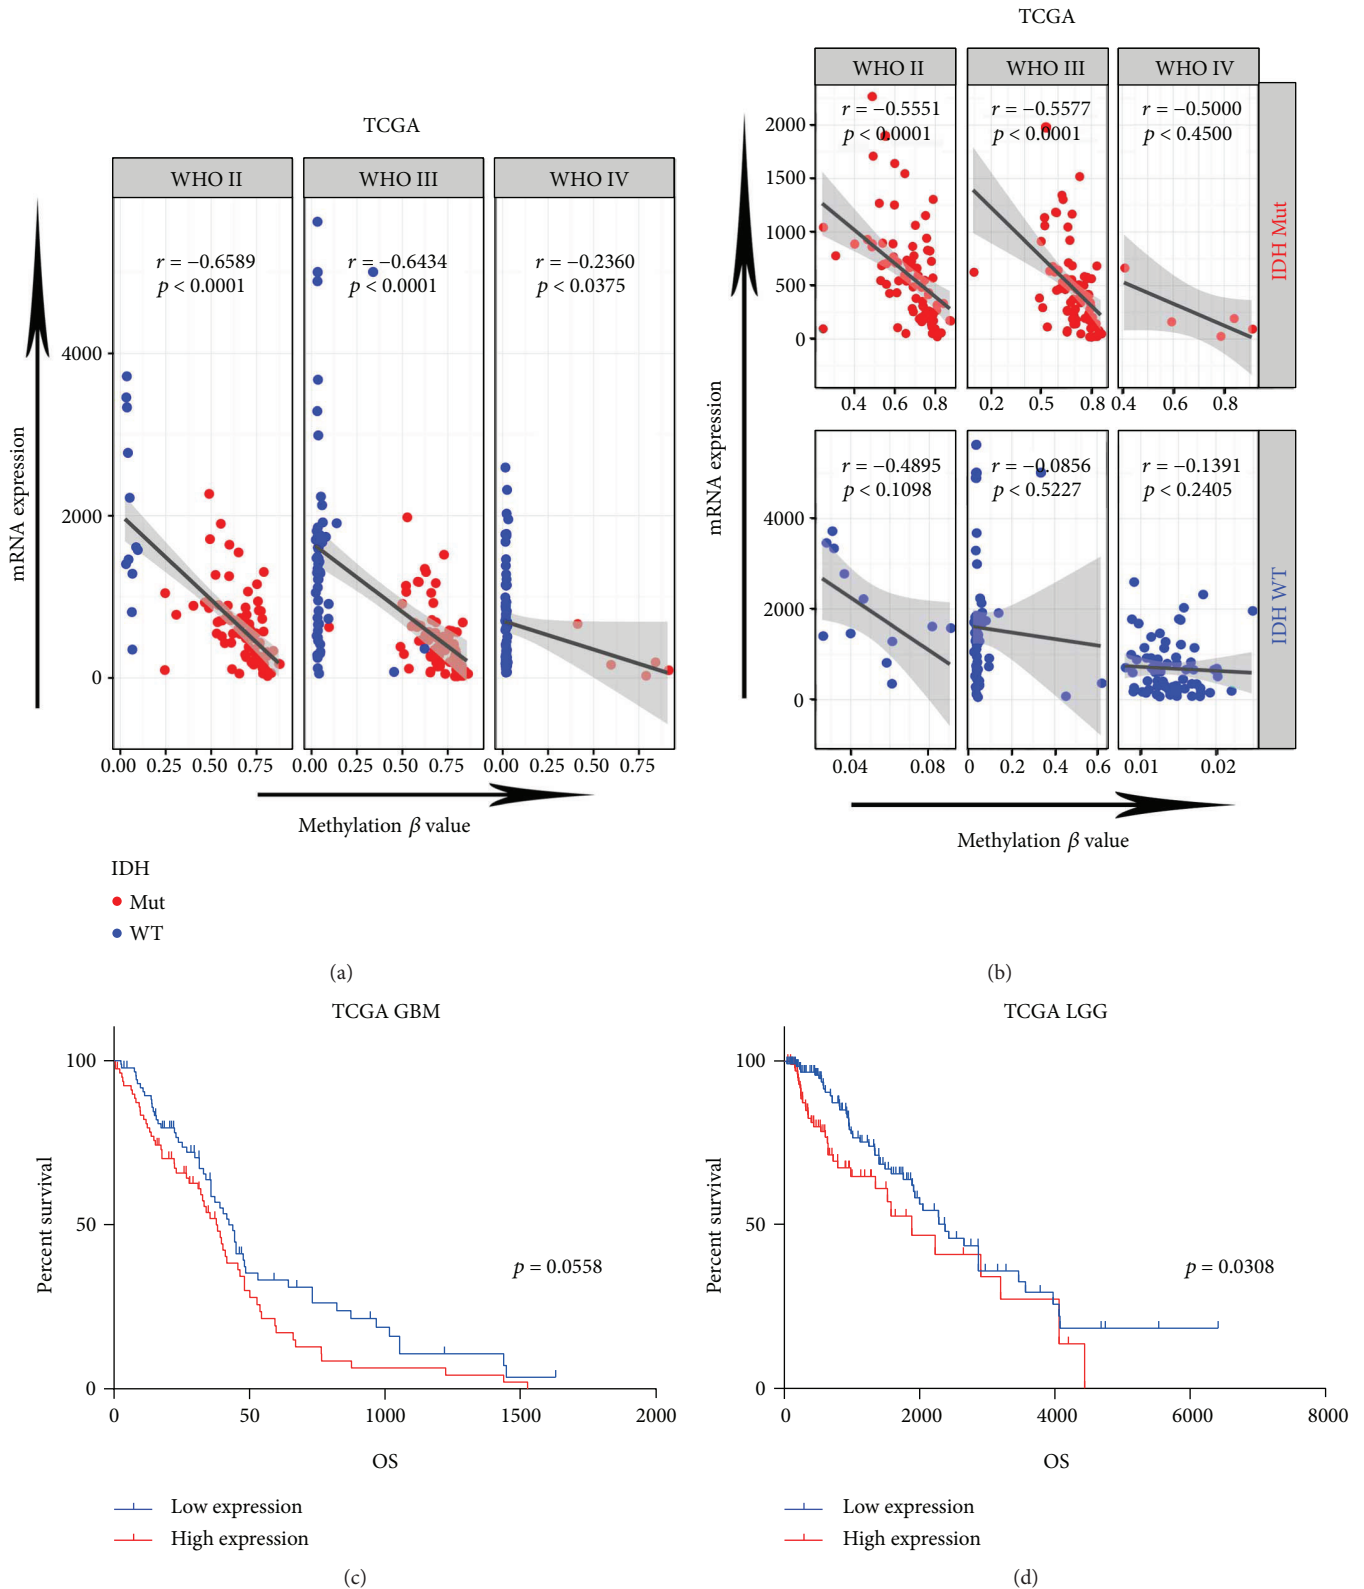 TCGA
WHO II WHO III WHO IV
r = −0.6589
p < 0.0001
r = −0.6434
p < 0.0001
r = −0.2360
p < 0.0375
mRNA expression
4000
2000
0
0.00 0.25 0.50 0.75 0.00 0.25 0.50 0.75 0.00 0.25 0.50 0.75
Methylation β value
IDH
Mut
WT
(a)
TCGA
WHO II WHO III WHO IV
r = −0.5551
p < 0.0001
r = −0.5577
p < 0.0001
r = −0.5000
p < 0.4500
IDH Mut
2000
1500
1000
500
0
0.4 0.6 0.8 0.2 0.5 0.8 0.4 0.6 0.8
mRNA expression
r = −0.4895
p < 0.1098
r = −0.0856
p < 0.5227
r = −0.1391
p < 0.2405
IDH WT
4000
2000
0
0.04 0.08 0 0.2 0.4 0.6 0.01 0.02
Methylation β value
(b)
TCGA GBM
Percent survival
100
50
0
p = 0.0558
0 50 1000 1500 2000
OS
Low expression
High expression
(c)
TCGA LGG
Percent survival
100
50
0
p = 0.0308
0 2000 4000 6000 8000
OS
Low expression
High expression
(d)